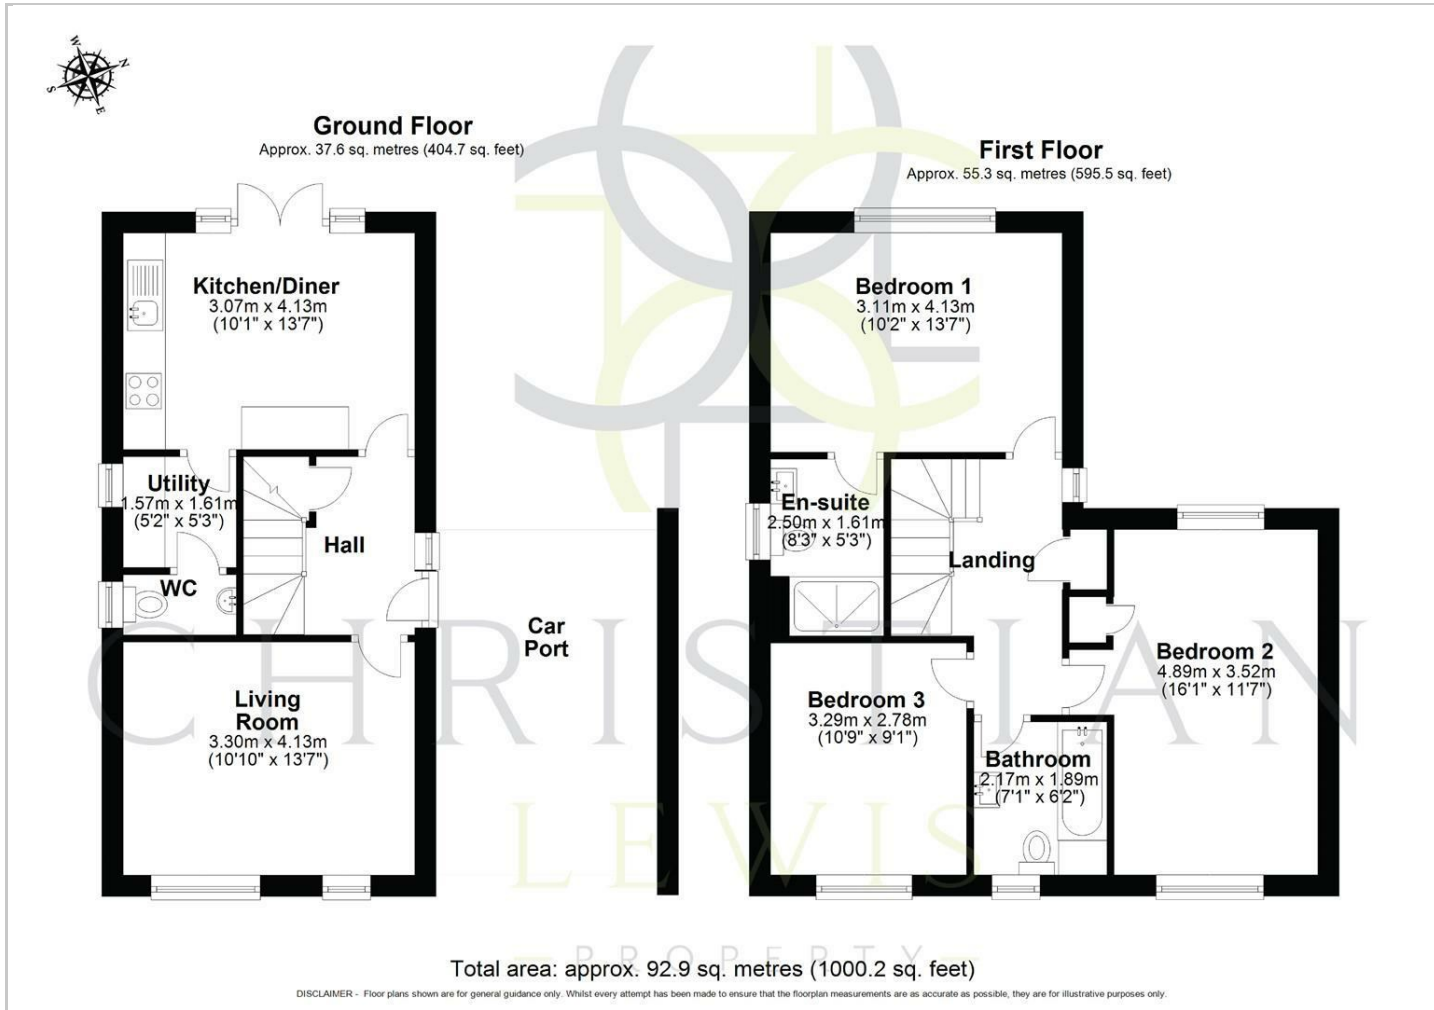 W
N
S
E
Ground Floor
Approx. 37.6 sq. metres (404.7 sq. feet)
Kitchen/Diner
3.07m x 4.13m
(10'1" x 13'7")
Utility
1.57m x 1.61m
(5'2" x 5'3")
Hall
WC
Living
Room
3.30m x 4.13m
(10'10" x 13'7")
Car
Port
First Floor
Approx. 55.3 sq. metres (595.5 sq. feet)
Bedroom 1
3.11m x 4.13m
(10'2" x 13'7")
En-suite
2.50m x 1.61m
(8'3" x 5'3")
Landing
Bedroom 2
4.89m x 3.52m
(16'1" x 11'7")
Bedroom 3
3.29m x 2.78m
(10'9" x 9'1")
Bathroom
2.17m x 1.89m
(7'1" x 6'2")
CHRISTIAN
LEWIS
PROPERTY
Total area: approx. 92.9 sq. metres (1000.2 sq. feet)
DISCLAIMER - Floor plans shown are for general guidance only. Whilst every attempt has been made to ensure that the floorplan measurements are as accurate as possible, they are for illustrative purposes only.